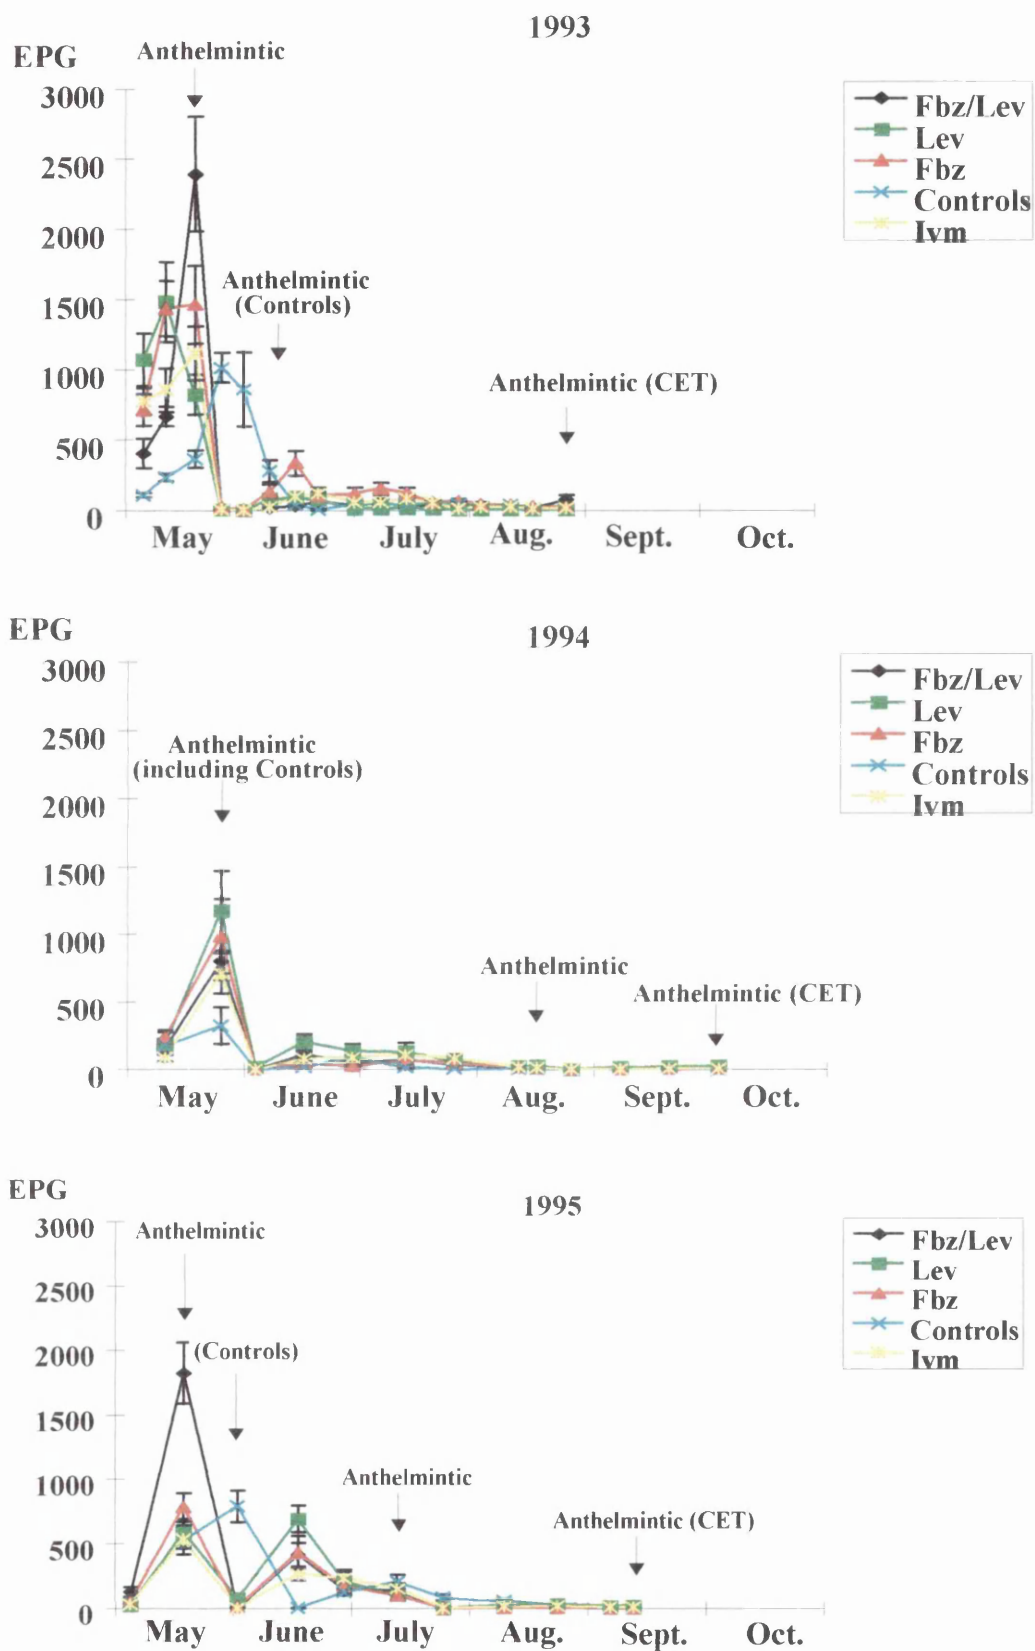 1993
EPG
Anthelmintic
3000
2500
2000
1500
1000
500
0
Anthelmintic
(Controls)
Anthelmintic (CET)
Fbz/Lev
Lev
Fbz
Controls
Ivm
May June July Aug. Sept. Oct.
EPG
1994
3000
2500
2000
1500
1000
500
0
Anthelmintic
(including Controls)
Anthelmintic
Anthelmintic (CET)
Fbz/Lev
Lev
Fbz
Controls
Ivm
May June July Aug. Sept. Oct.
EPG
1995
3000
2500
2000
1500
1000
500
0
Anthelmintic
(Controls)
Anthelmintic
Anthelmintic (CET)
Fbz/Lev
Lev
Fbz
Controls
Ivm
May June July Aug. Sept. Oct.